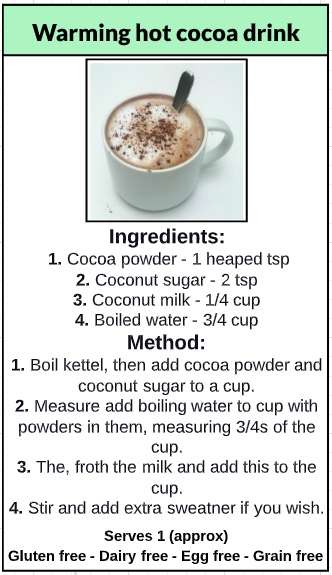 Warming hot cocoa drink
Ingredients:
1. Cocoa powder - 1 heaped tsp
2. Coconut sugar - 2 tsp
3. Coconut milk - 1/4 cup
4. Boiled water - 3/4 cup
Method:
1. Boil kettel, then add cocoa powder and
coconut sugar to a cup.
2. Measure add boiling water to cup with
powders in them, measuring 3/4s of the
cup.
3. The, froth the milk and add this to the
cup.
4. Stir and add extra sweatner if you wish.
Serves 1 (approx)
Gluten free - Dairy free - Egg free - Grain free